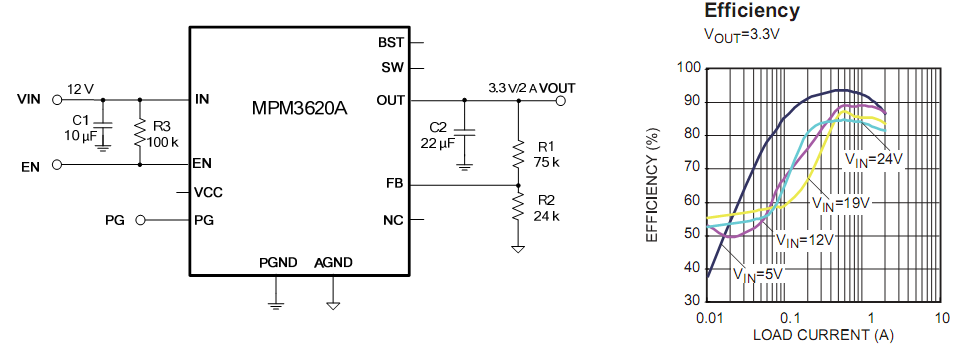 12 V
VIN
C1
10 µF
R3
100 k
EN
PG
IN
EN
VCC
PG
MPM3620A
BST
SW
OUT
FB
NC
PGND AGND
3.3 V/2 A VOUT
C2
22 µF
R1
75 k
R2
24 k
Efficiency
VOUT=3.3V
EFFICIENCY (%)
100
90
80
70
60
50
40
30
VIN=24V
VIN=19V
VIN=12V
VIN=5V
0.01 0.1 1 10
LOAD CURRENT (A)